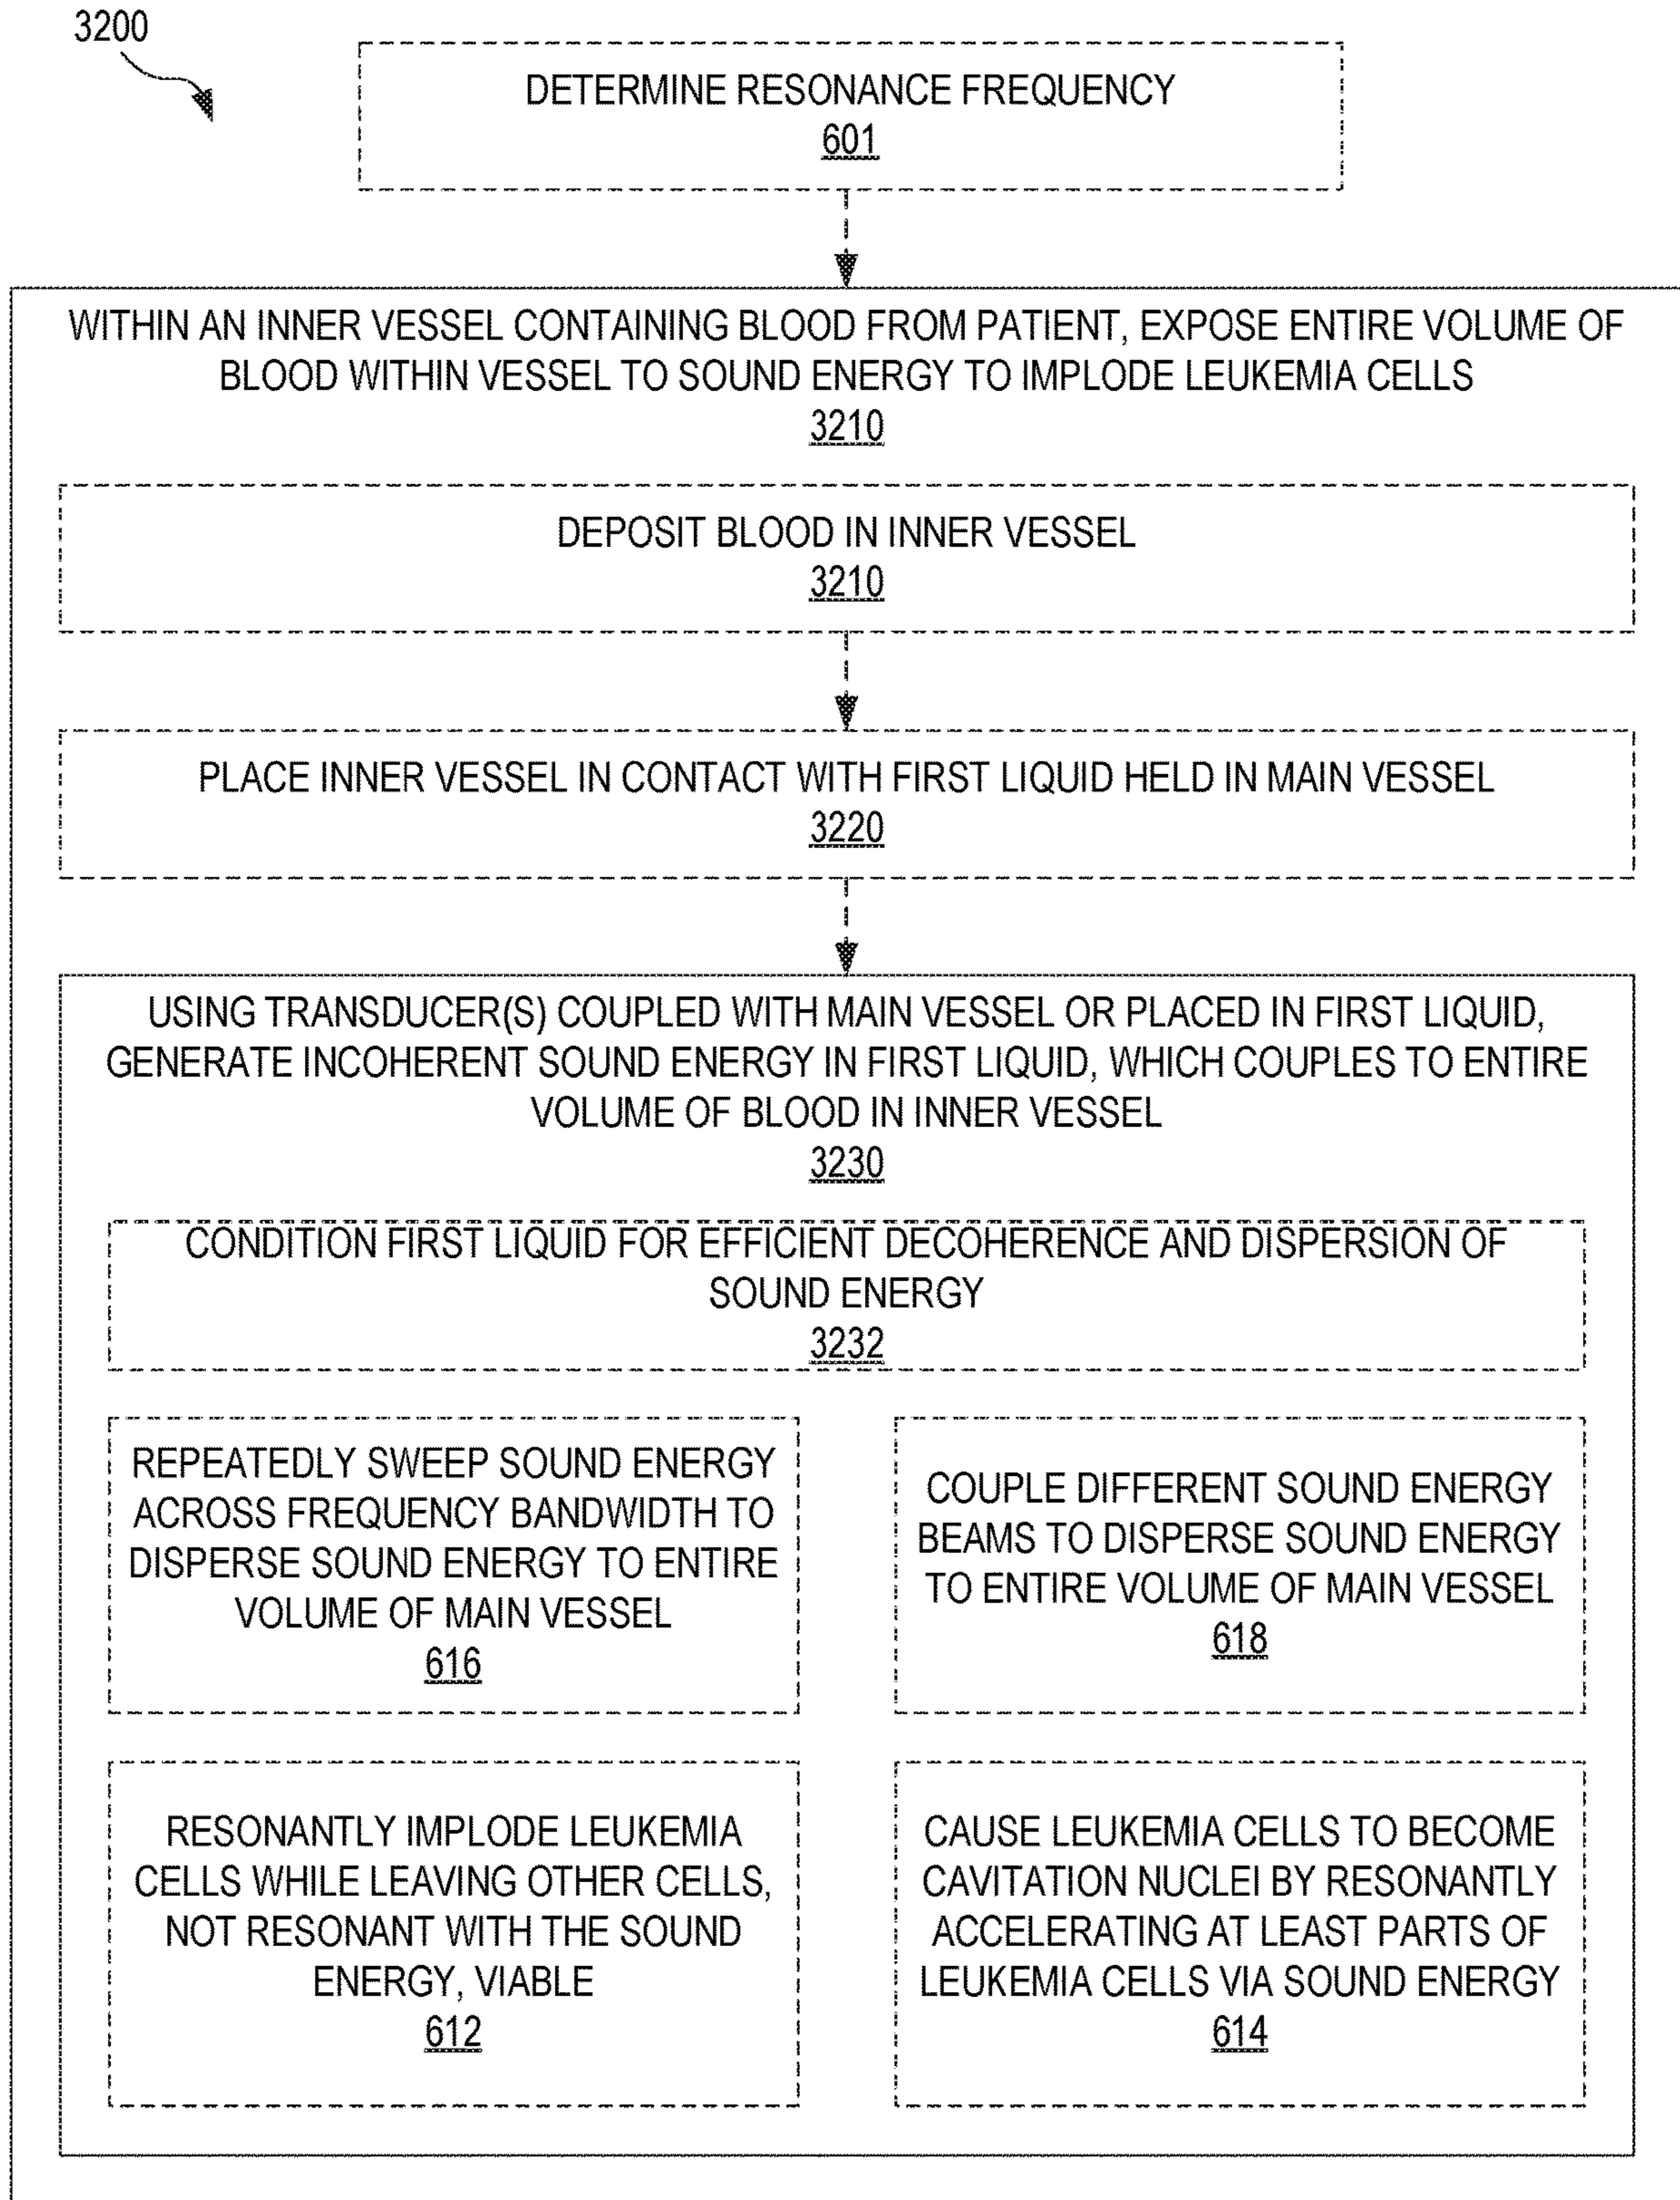 3200
DETERMINE RESONANCE FREQUENCY
601
WITHIN AN INNER VESSEL CONTAINING BLOOD FROM PATIENT, EXPOSE ENTIRE VOLUME OF
BLOOD WITHIN VESSEL TO SOUND ENERGY TO IMPLODE LEUKEMIA CELLS
3210
DEPOSIT BLOOD IN INNER VESSEL
3210
PLACE INNER VESSEL IN CONTACT WITH FIRST LIQUID HELD IN MAIN VESSEL
3220
USING TRANSDUCER(S) COUPLED WITH MAIN VESSEL OR PLACED IN FIRST LIQUID,
GENERATE INCOHERENT SOUND ENERGY IN FIRST LIQUID, WHICH COUPLES TO ENTIRE
VOLUME OF BLOOD IN INNER VESSEL
3230
CONDITION FIRST LIQUID FOR EFFICIENT DECOHERENCE AND DISPERSION OF
SOUND ENERGY
3232
REPEATEDLY SWEEP SOUND ENERGY
ACROSS FREQUENCY BANDWIDTH TO
DISPERSE SOUND ENERGY TO ENTIRE
VOLUME OF MAIN VESSEL
616
COUPLE DIFFERENT SOUND ENERGY
BEAMS TO DISPERSE SOUND ENERGY
TO ENTIRE VOLUME OF MAIN VESSEL
618
RESONANTLY IMPLODE LEUKEMIA
CELLS WHILE LEAVING OTHER CELLS,
NOT RESONANT WITH THE SOUND
ENERGY, VIABLE
612
CAUSE LEUKEMIA CELLS TO BECOME
CAVITATION NUCLEI BY RESONANTLY
ACCELERATING AT LEAST PARTS OF
LEUKEMIA CELLS VIA SOUND ENERGY
614